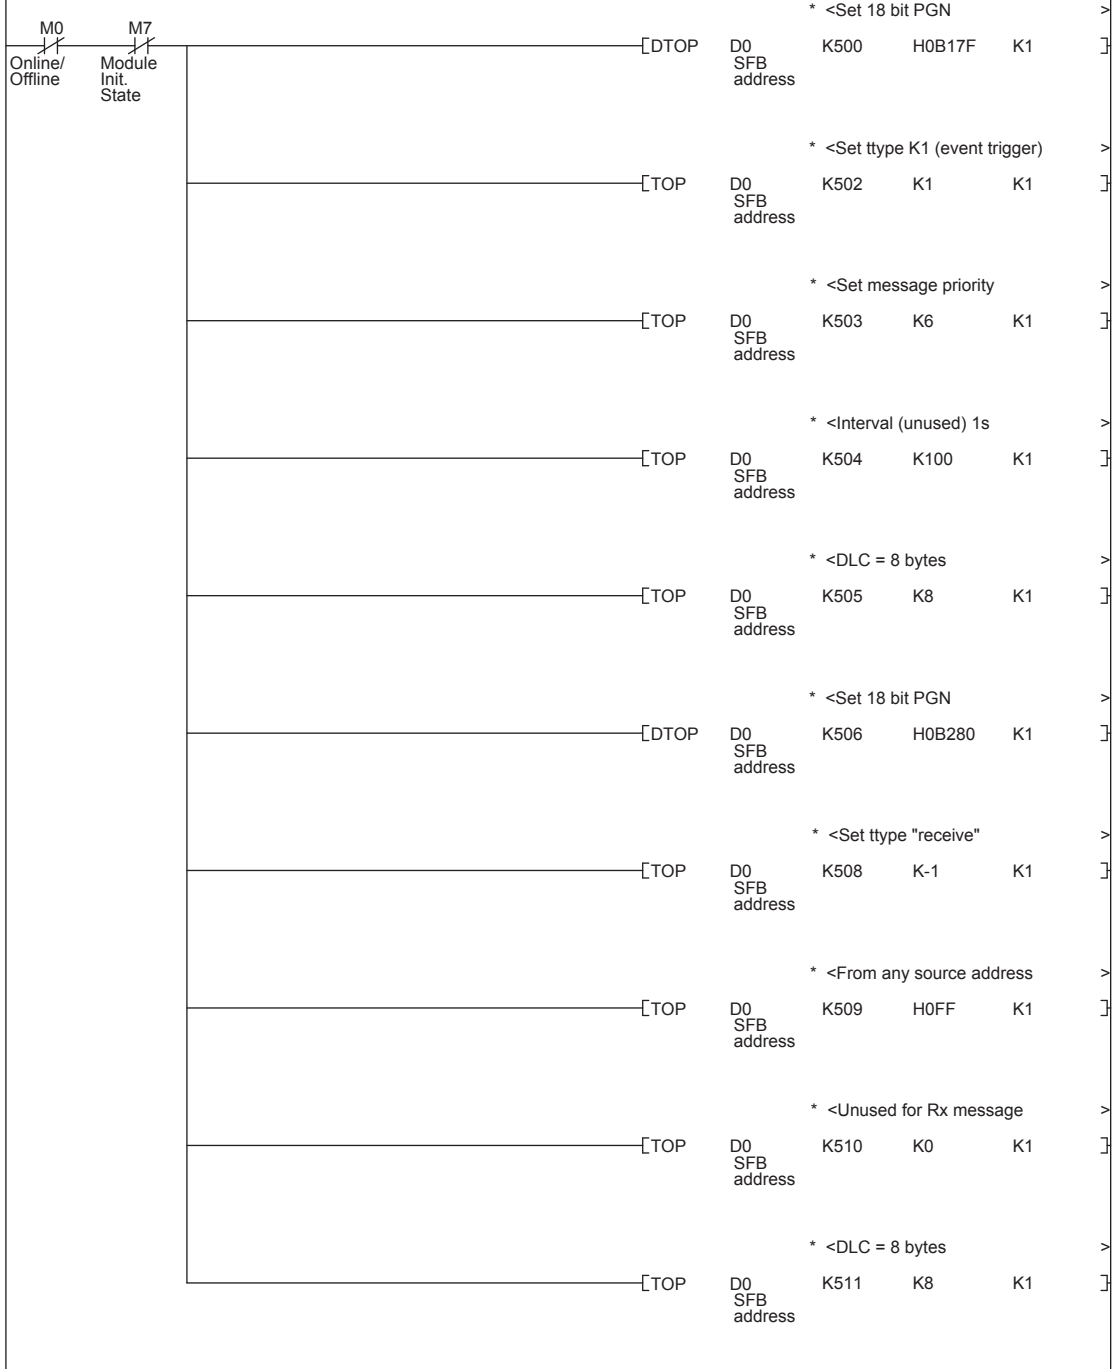 * <Set 18 bit PGN >
M0 M7
[DTOP D0 K500 H0B17F K1 ]
Online/ Module SFB
Offline Init. address
State
* <Set ttype K1 (event trigger) >
[TOP D0 K502 K1 K1 ]
SFB
address
* <Set message priority >
[TOP D0 K503 K6 K1 ]
SFB
address
* <Interval (unused) 1s >
[TOP D0 K504 K100 K1 ]
SFB
address
* <DLC = 8 bytes >
[TOP D0 K505 K8 K1 ]
SFB
address
* <Set 18 bit PGN >
[DTOP D0 K506 H0B280 K1 ]
SFB
address
* <Set ttype "receive" >
[TOP D0 K508 K-1 K1 ]
SFB
address
* <From any source address >
[TOP D0 K509 H0FF K1 ]
SFB
address
* <Unused for Rx message >
[TOP D0 K510 K0 K1 ]
SFB
address
* <DLC = 8 bytes >
[TOP D0 K511 K8 K1 ]
SFB
address